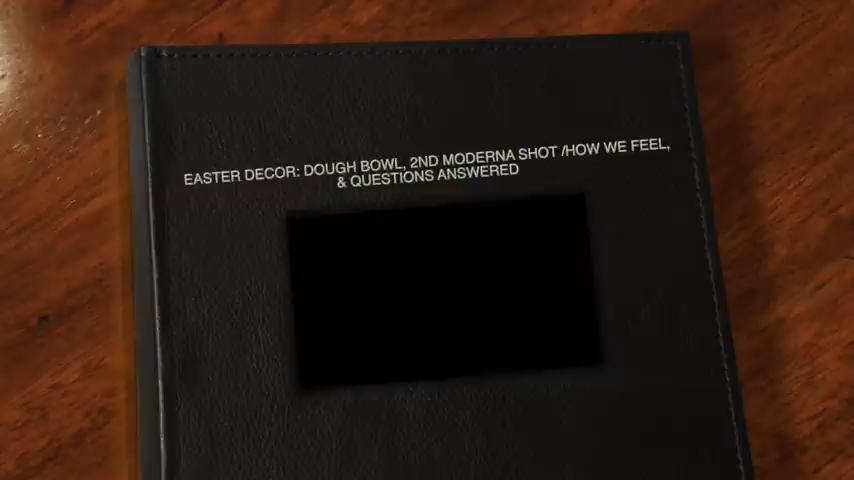 EASTER DECOR: DOUGH BOWL, 2ND MODERNA SHOT /HOW WE FEEL,
& QUESTIONS ANSWERED